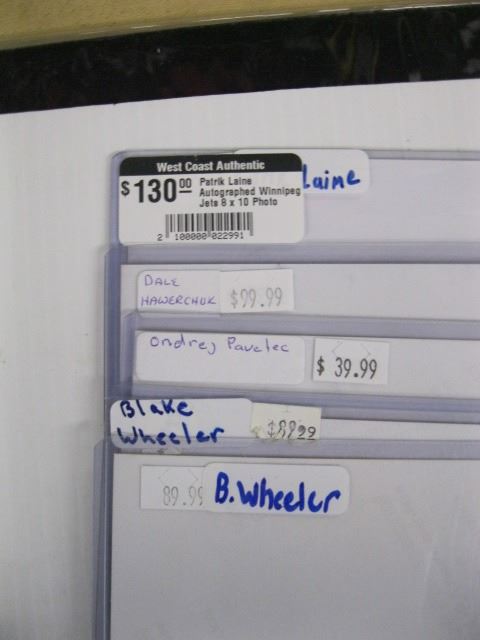 West Coast Authentic
$130.00 Patrik Laine
Autographed Winnipeg
Jets 8 x 10 Photo
2 100000 022991
Laine
DALE
HAWERCHUK
$99.99
Ondrej Pavelec
$ 39.99
Blake
Wheeler
89.99
B. Wheeler